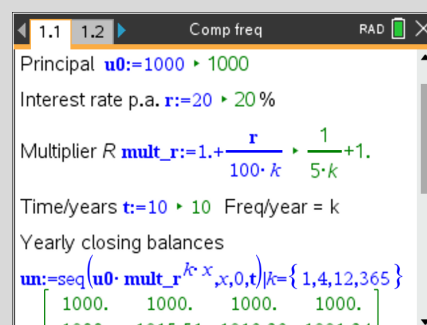 1.1 1.2 Comp freq RAD
Principal u0:=1000 ▸ 1000
Interest rate p.a. r:=20 ▸ 20%
Multiplier R mult_r:=1.+r/(100·k) ▸ 1/(5·k)+1.
Time/years t:=10 ▸ 10 Freq/year = k
Yearly closing balances
un:=seq(u0·mult_r^(k·x),x,0,t)|k={1,4,12,365}
1000. 1000. 1000. 1000.